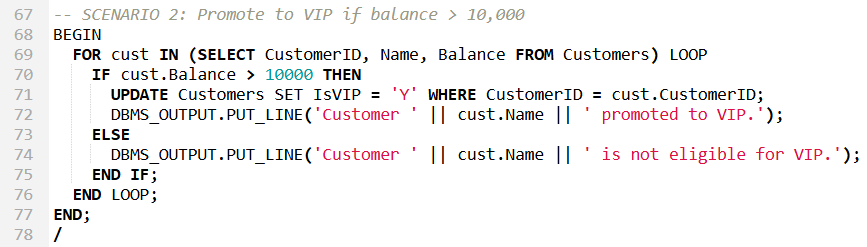 67 -- SCENARIO 2: Promote to VIP if balance > 10,000
68 BEGIN
69   FOR cust IN (SELECT CustomerID, Name, Balance FROM Customers) LOOP
70     IF cust.Balance > 10000 THEN
71       UPDATE Customers SET IsVIP = 'Y' WHERE CustomerID = cust.CustomerID;
72       DBMS_OUTPUT.PUT_LINE('Customer ' || cust.Name || ' promoted to VIP.');
73     ELSE
74       DBMS_OUTPUT.PUT_LINE('Customer ' || cust.Name || ' is not eligible for VIP.');
75     END IF;
76   END LOOP;
77 END;
78 /